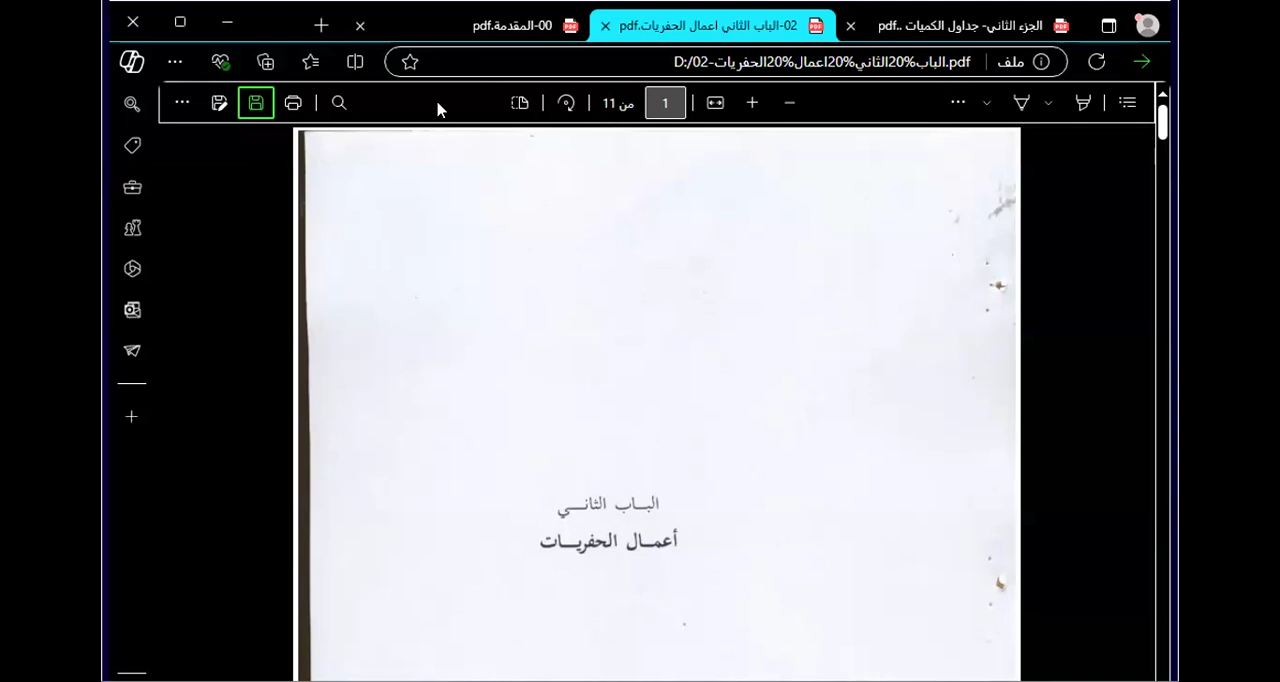 الجزء الثاني- جداول الكميات ..pdf
02-الباب الثاني اعمال الحفريات.pdf
00-المقدمة.pdf
ملف
D:/02-الباب%20الثاني%20اعمال%20الحفريات.pdf
1 من 11
الباب الثاني
أعمال الحفريات